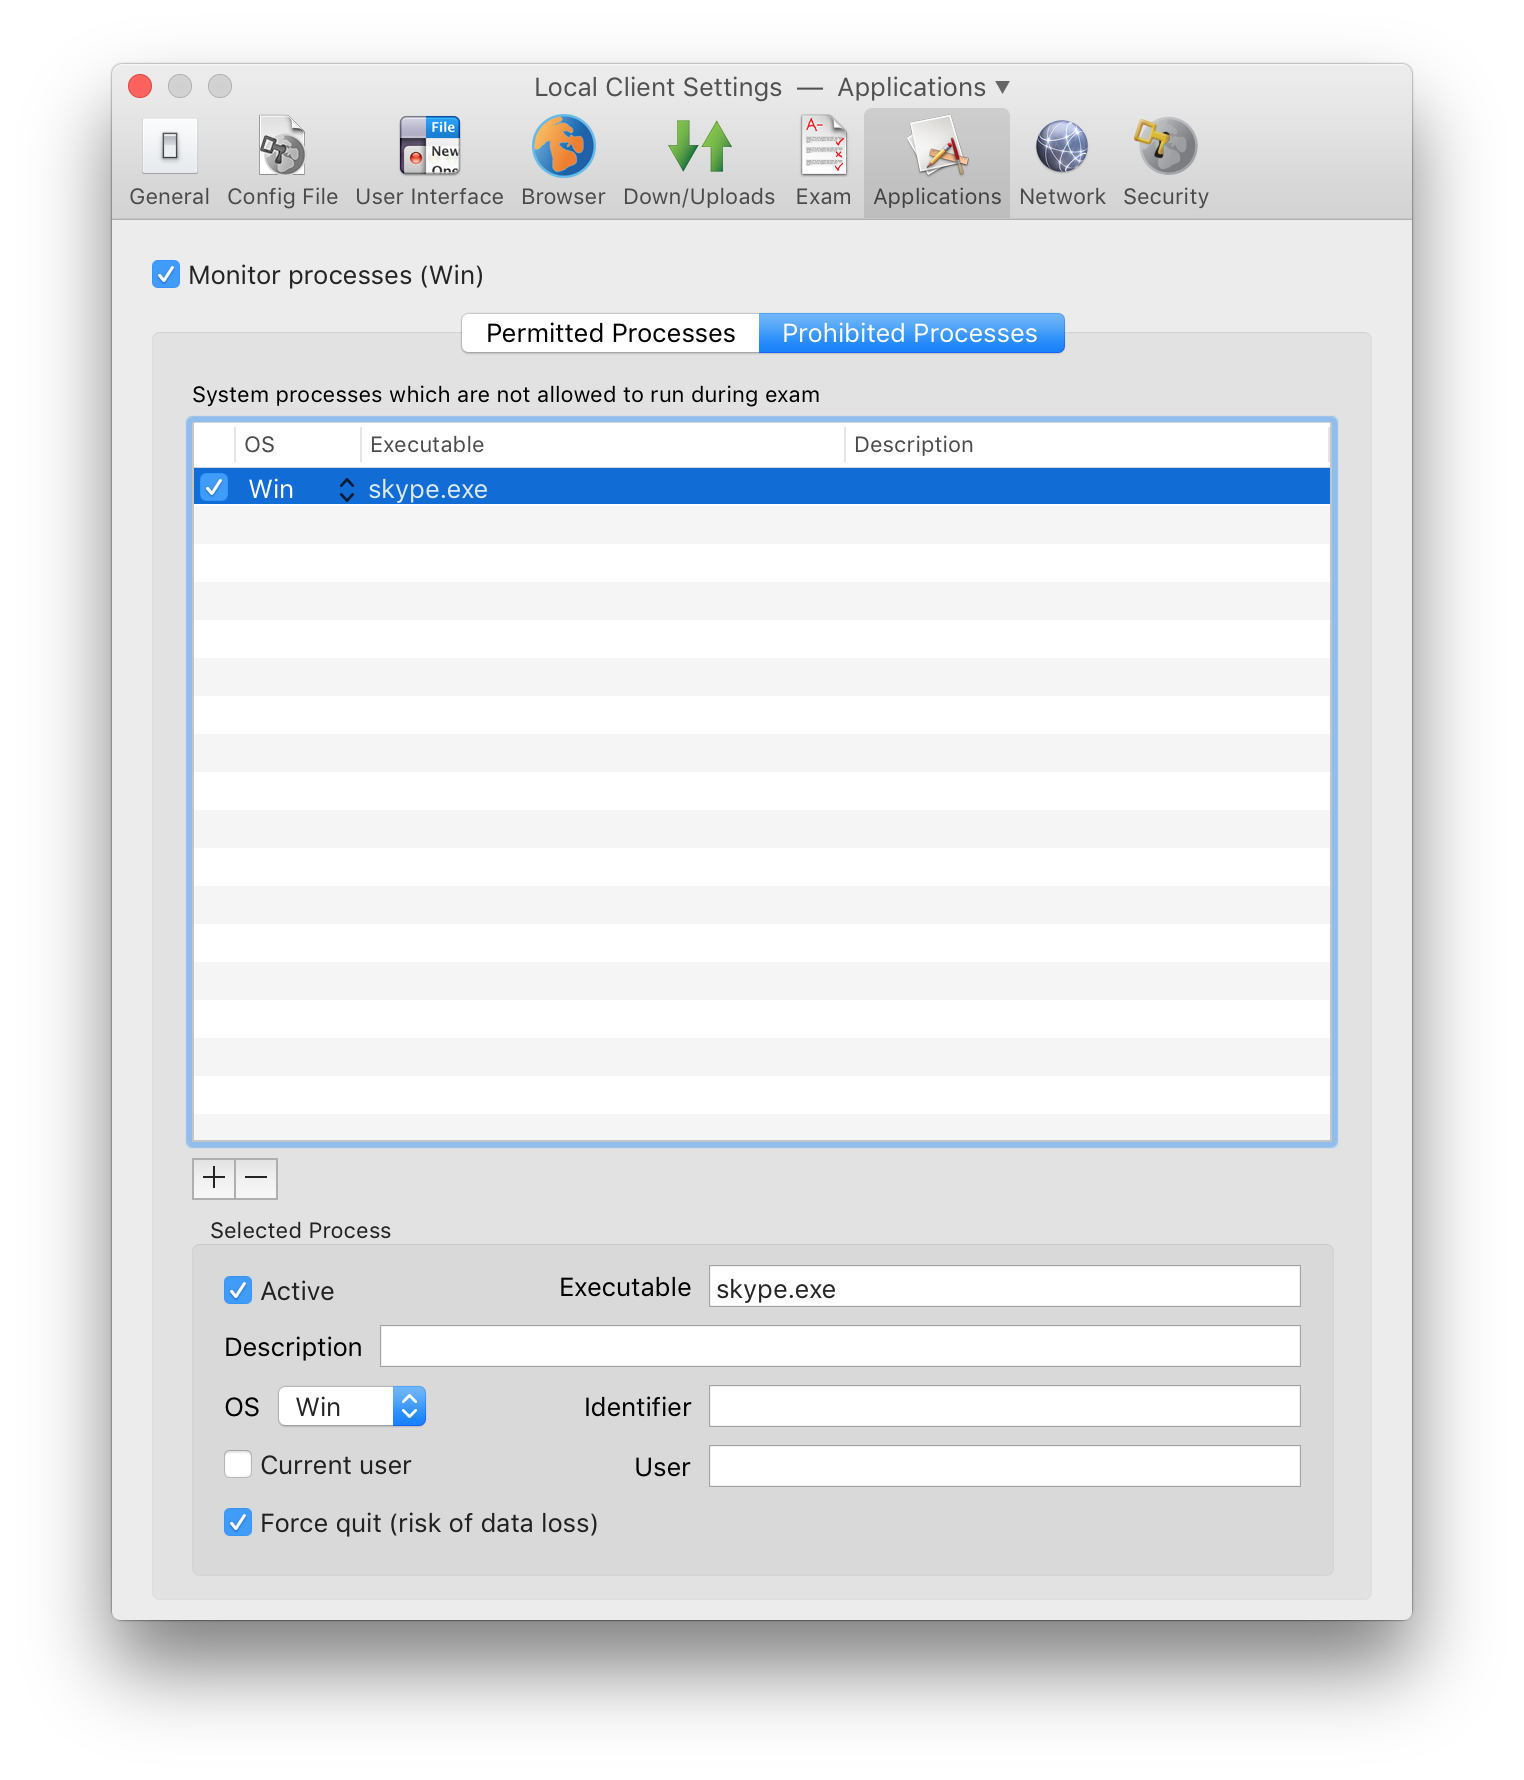 Local Client Settings — Applications ▼
File
New
A-
General Config File User Interface Browser Down/Uploads Exam Applications Network Security
Monitor processes (Win)
Permitted Processes Prohibited Processes
System processes which are not allowed to run during exam
OS Executable Description
Win skype.exe
Selected Process
Active Executable skype.exe
Description
OS Win Identifier
Current user User
Force quit (risk of data loss)